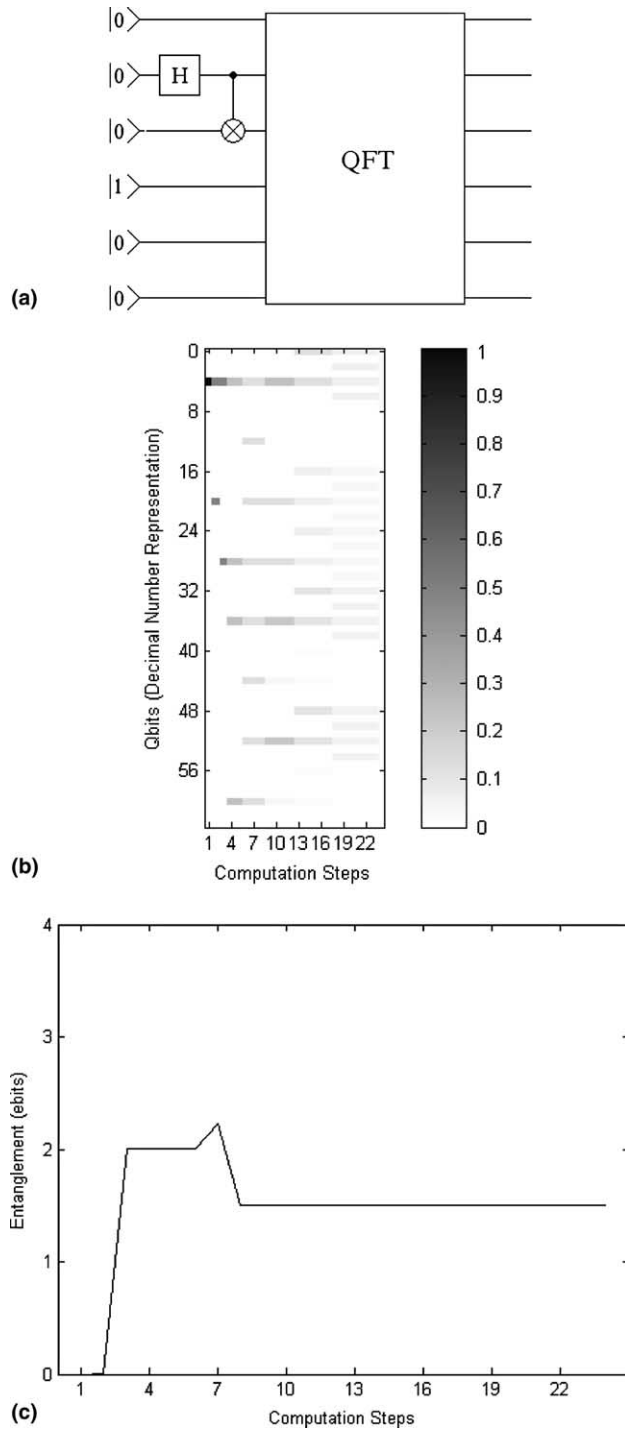 |0>
|0> H
|0>
QFT
|1>
|0>
|0>
(a)
0 8 16 24 32 40 48 56
Qbits (Decimal Number Representation)
1 4 7 10 13 16 19 22
Computation Steps
1 0.9 0.8 0.7 0.6 0.5 0.4 0.3 0.2 0.1 0
(b)
4 3 2 1 0
Entanglement (ebits)
1 4 7 10 13 16 19 22
Computation Steps
(c)